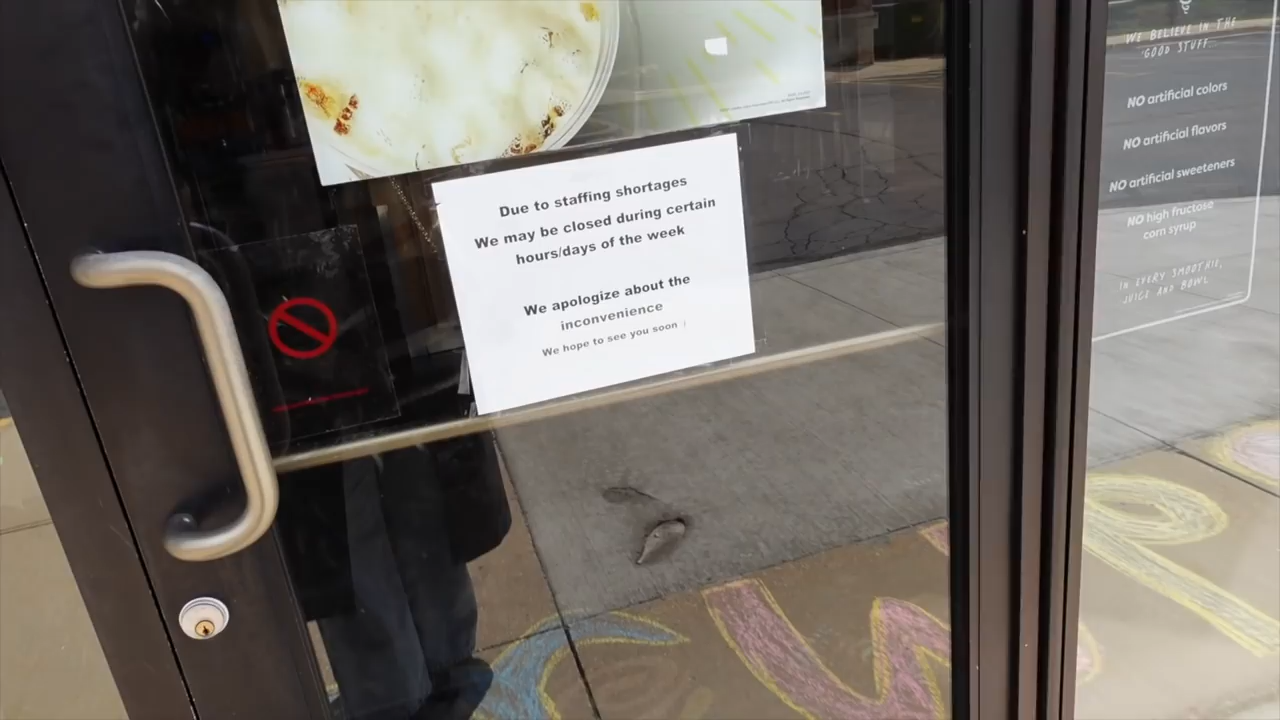 Due to staffing shortages
We may be closed during certain
hours/days of the week
We apologize about the
inconvenience
We hope to see you soon
WE BELIEVE IN THE
'GOOD STUFF'
NO artificial colors
NO artificial flavors
NO artificial sweeteners
NO high fructose
corn syrup
IN EVERY SMOOTHIE,
JUICE AND BOWL